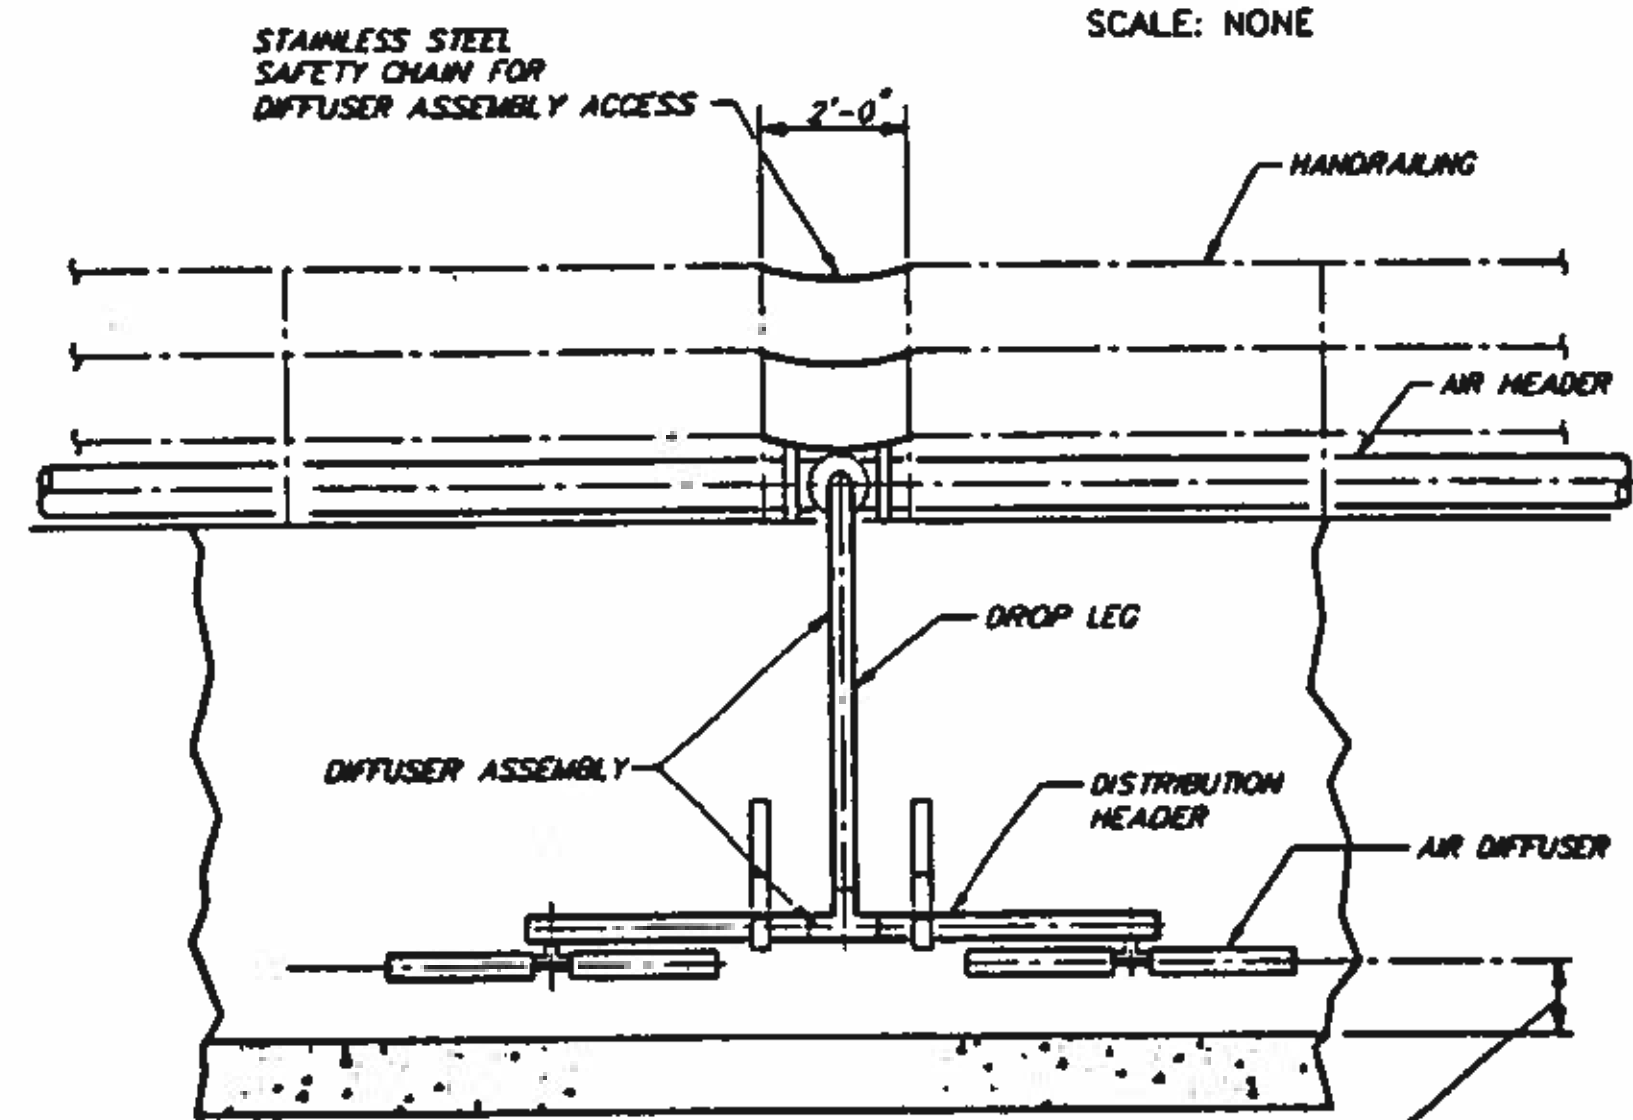 SCALE: NONE
STAINLESS STEEL
SAFETY CHAIN FOR
DIFFUSER ASSEMBLY ACCESS
2'-0"
HANDRAILING
AIR HEADER
DROP LEG
DIFFUSER ASSEMBLY
DISTRIBUTION
HEADER
AIR DIFFUSER